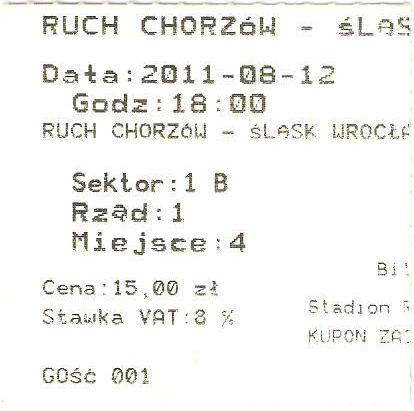 RUCH CHORZÓW - ŚLĄS
Data:2011-08-12
Godz:18:00
RUCH CHORZÓW - ŚLĄSK WROCŁA
Sektor:1 B
Rząd:1
Miejsce:4
Bil
Cena:15,00 zł
Stadion R
Stawka VAT:8 %
KUPON ZA
GOŚć 001